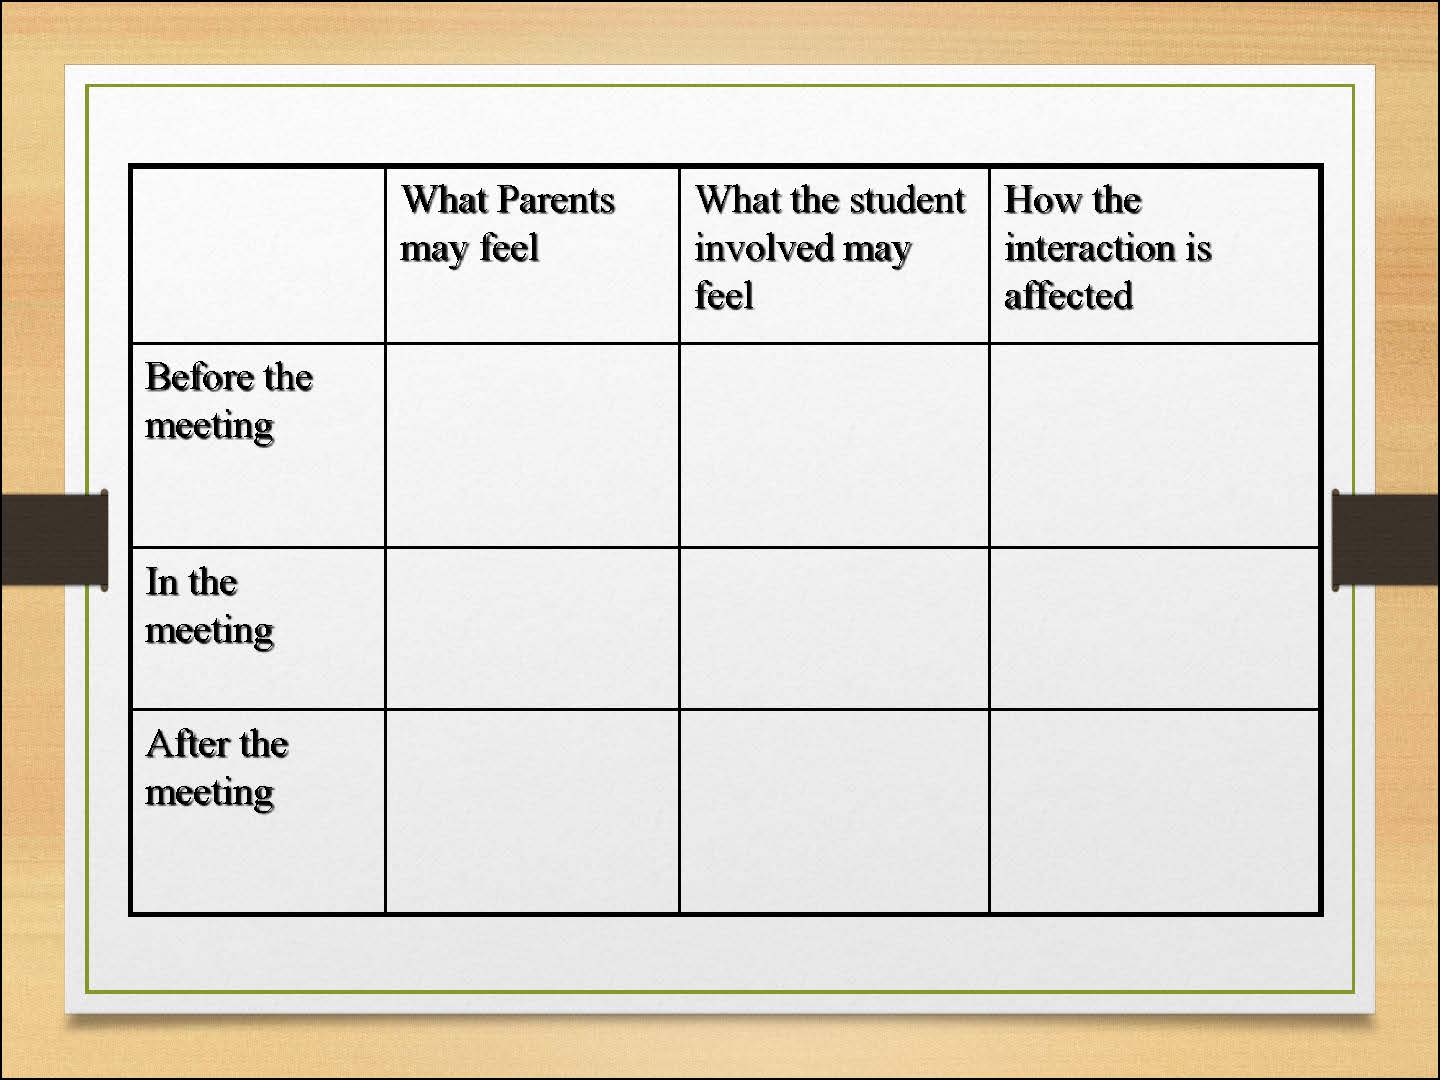 What Parents
may feel
What the student
involved may
feel
How the
interaction is
affected
Before the
meeting
In the
meeting
After the
meeting